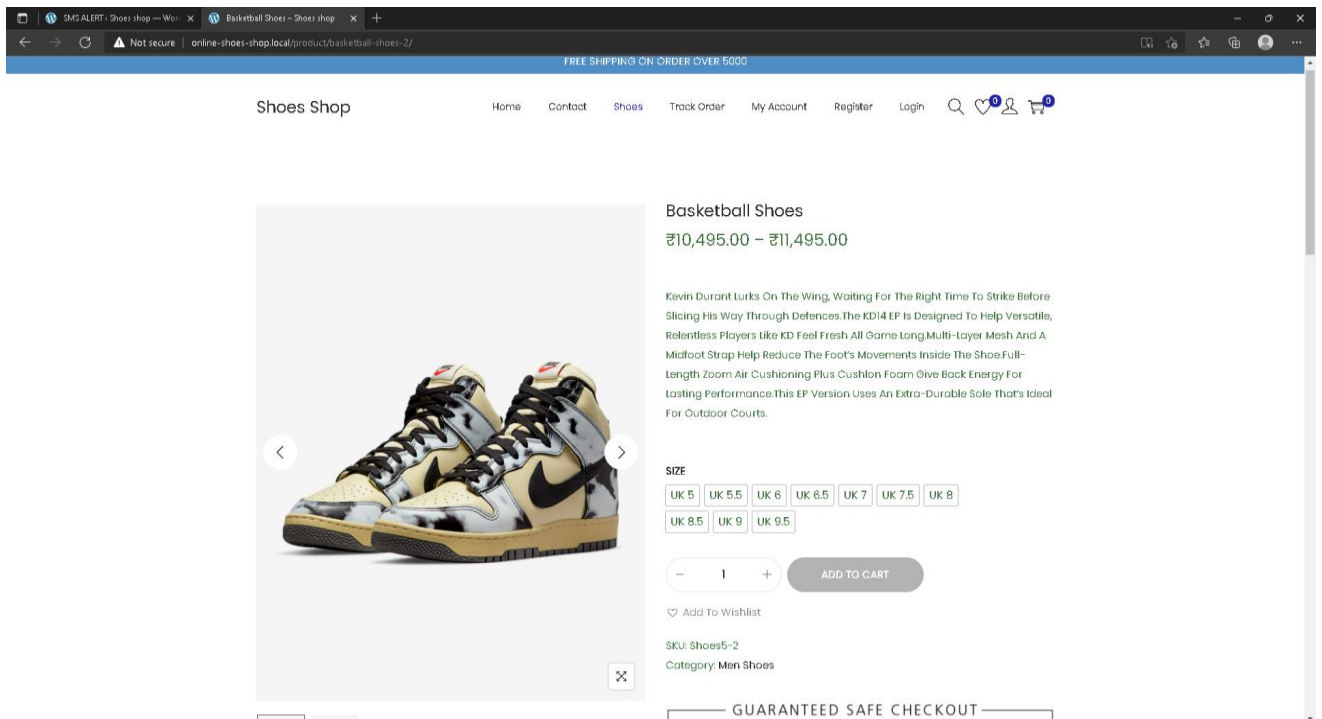 SMS ALERT ‹ Shoes shop — Wor
Basketball Shoes – Shoes shop
Not secure | online-shoes-shop.local/product/basketball-shoes-2/
FREE SHIPPING ON ORDER OVER 5000
Shoes Shop
Home Contact Shoes Track Order My Account Register Login 0 0
Basketball Shoes
₹10,495.00 – ₹11,495.00
Kevin Durant Lurks On The Wing, Waiting For The Right Time To Strike Before
Slicing His Way Through Defences.The KD14 EP Is Designed To Help Versatile,
Relentless Players Like KD Feel Fresh All Game Long.Multi-Layer Mesh And A
Midfoot Strap Help Reduce The Foot's Movements Inside The Shoe.Full-
Length Zoom Air Cushioning Plus Cushlon Foam Give Back Energy For
Lasting Performance.This EP Version Uses An Extra-Durable Sole That's Ideal
For Outdoor Courts.
SIZE
UK 5 UK 5.5 UK 6 UK 6.5 UK 7 UK 7.5 UK 8
UK 8.5 UK 9 UK 9.5
− 1 + ADD TO CART
Add To Wishlist
SKU: Shoes5-2
Category: Men Shoes
GUARANTEED SAFE CHECKOUT